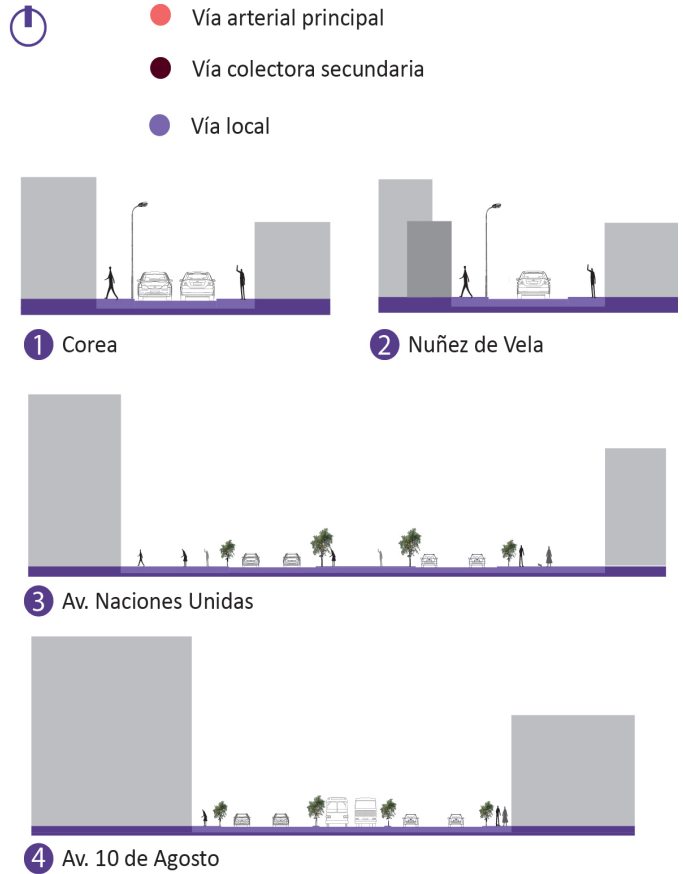 Vía arterial principal
Vía colectora secundaria
Vía local
1 Corea
2 Nuñez de Vela
3 Av. Naciones Unidas
4 Av. 10 de Agosto